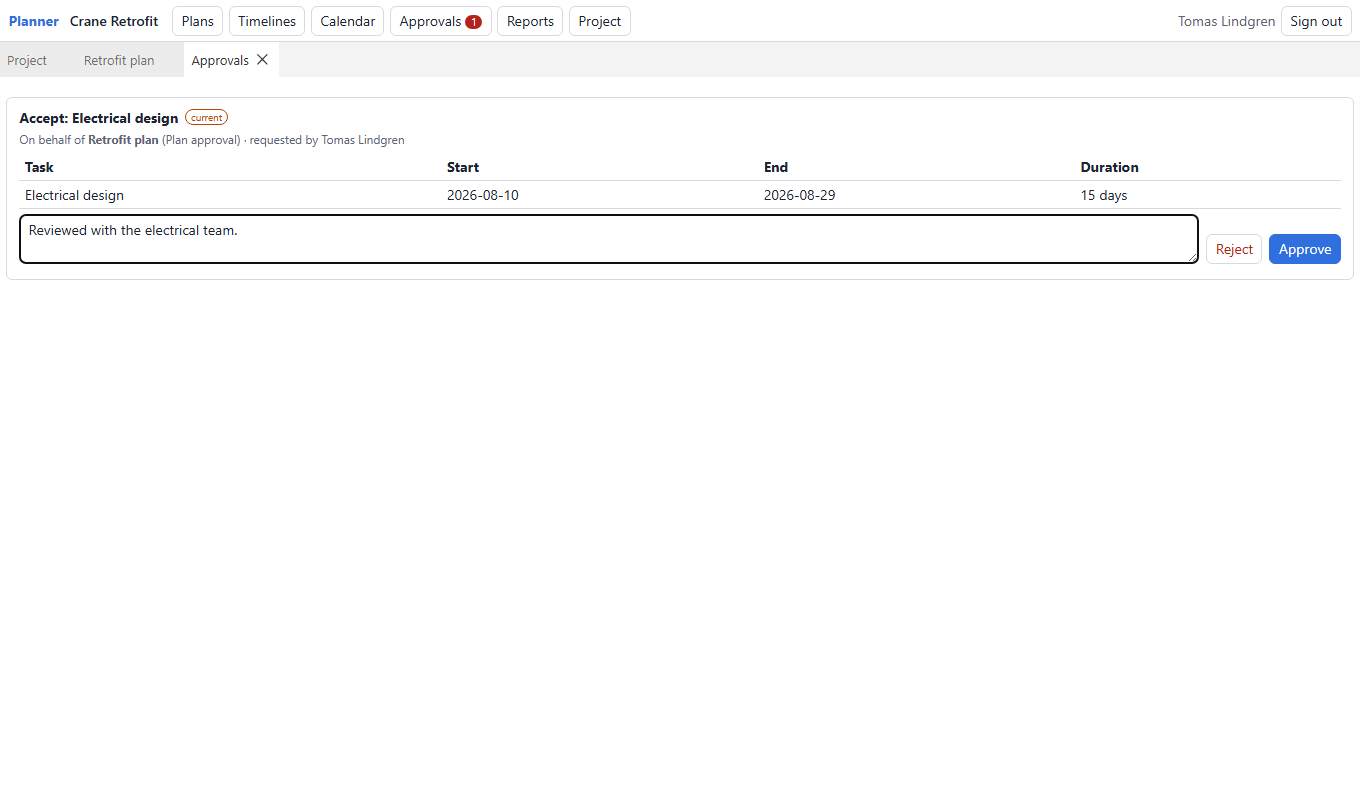 Planner Crane Retrofit Plans Timelines Calendar Approvals 1 Reports Project Tomas Lindgren Sign out
Project Retrofit plan Approvals
Accept: Electrical design current
On behalf of Retrofit plan (Plan approval) · requested by Tomas Lindgren
Task Start End Duration
Electrical design 2026-08-10 2026-08-29 15 days
Reviewed with the electrical team.
Reject Approve